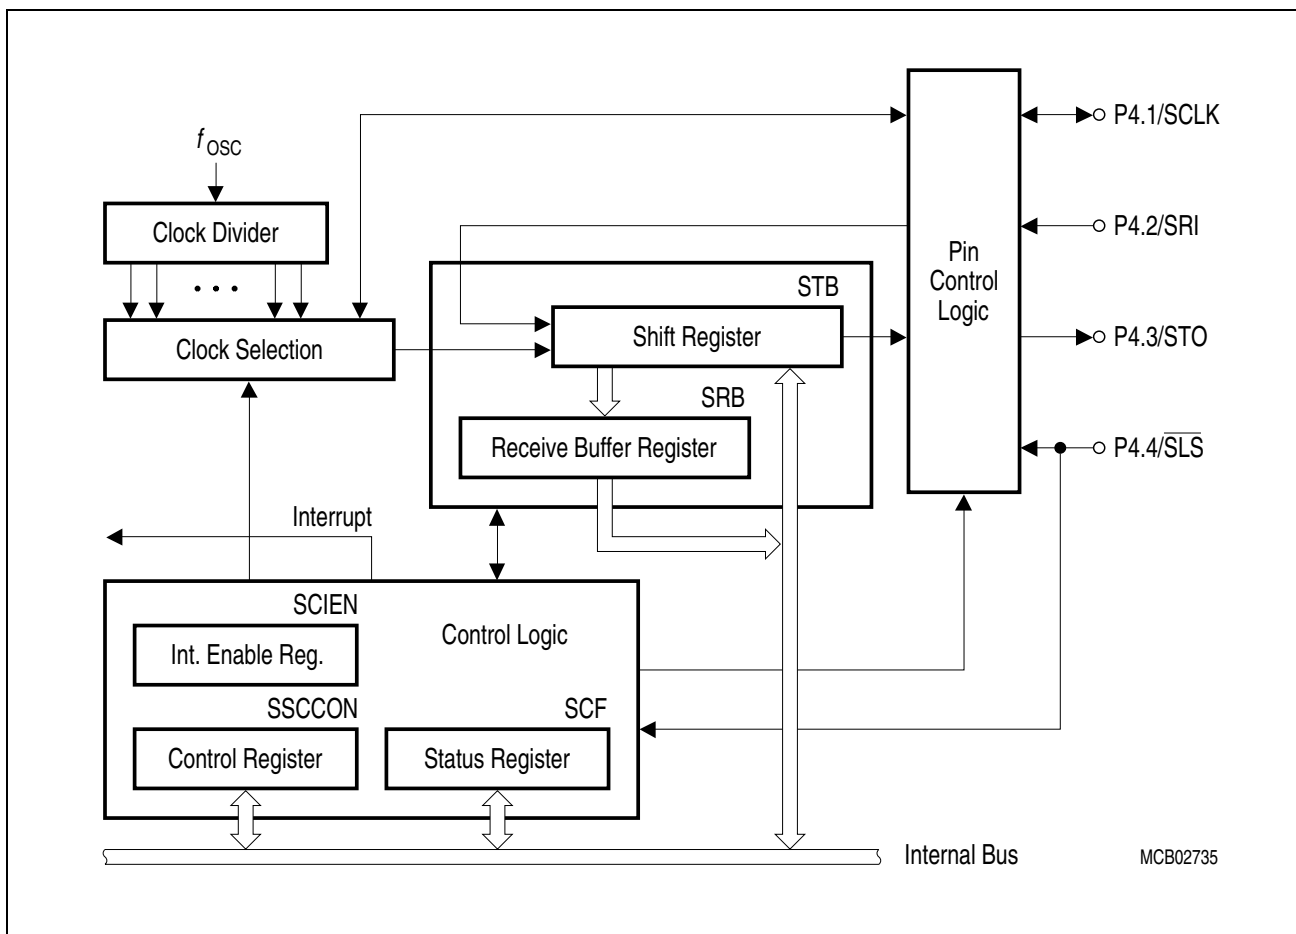 P4.1/SCLK
fOSC
Clock Divider
P4.2/SRI
Pin
Control
Logic
STB
Shift Register
P4.3/STO
Clock Selection
SRB
Receive Buffer Register
P4.4/SLS
Interrupt
SCIEN
Control Logic
Int. Enable Reg.
SSCCON
SCF
Control Register
Status Register
Internal Bus
MCB02735